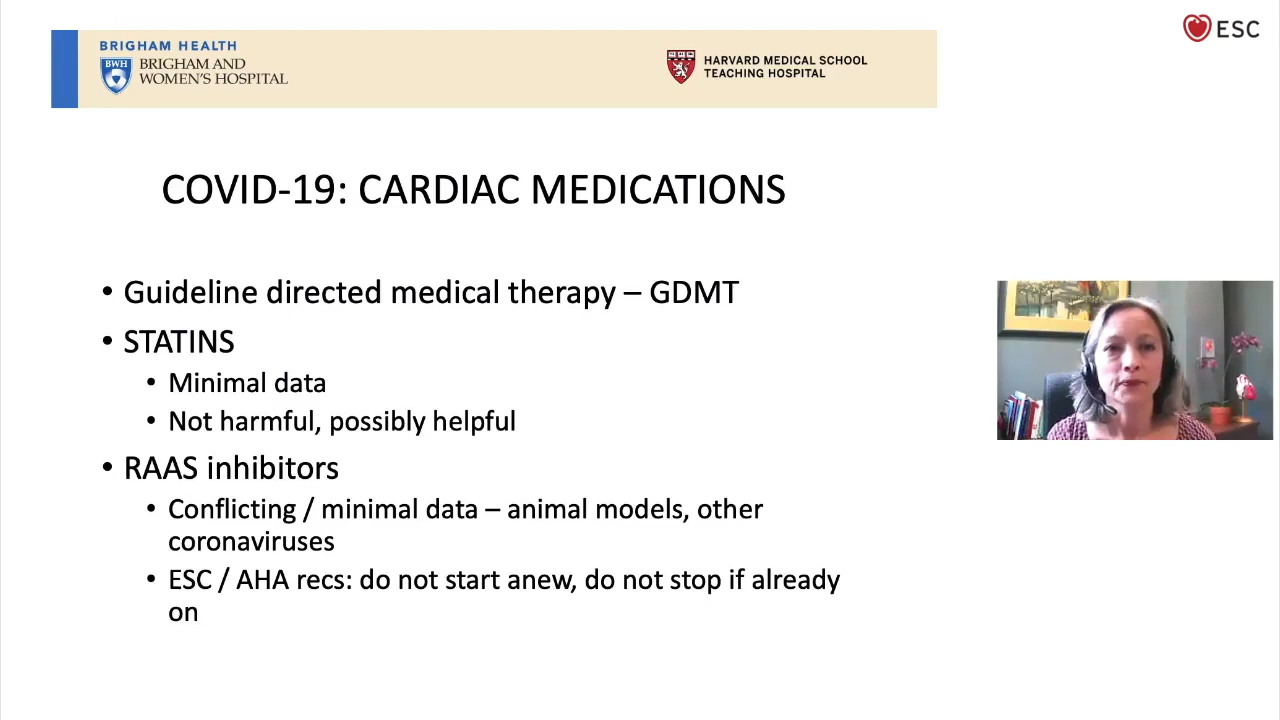 ESC
BRIGHAM HEALTH
BWH
BRIGHAM AND
WOMEN'S HOSPITAL
HARVARD MEDICAL SCHOOL
TEACHING HOSPITAL
COVID-19: CARDIAC MEDICATIONS
• Guideline directed medical therapy – GDMT
• STATINS
• Minimal data
• Not harmful, possibly helpful
• RAAS inhibitors
• Conflicting / minimal data – animal models, other
coronaviruses
• ESC / AHA recs: do not start anew, do not stop if already
on